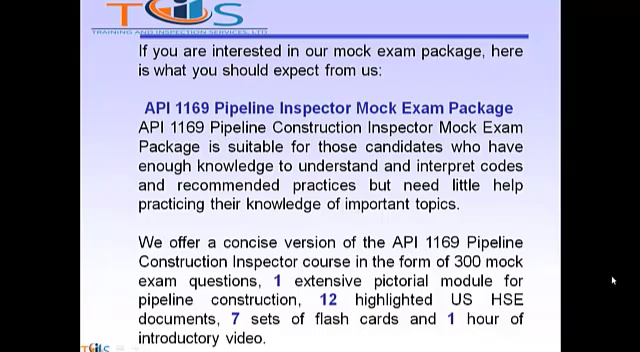 TIS
TRAINING AND INSPECTION SERVICES, LTD
If you are interested in our mock exam package, here
is what you should expect from us:
API 1169 Pipeline Inspector Mock Exam Package
API 1169 Pipeline Construction Inspector Mock Exam
Package is suitable for those candidates who have
enough knowledge to understand and interpret codes
and recommended practices but need little help
practicing their knowledge of important topics.
We offer a concise version of the API 1169 Pipeline
Construction Inspector course in the form of 300 mock
exam questions, 1 extensive pictorial module for
pipeline construction, 12 highlighted US HSE
documents, 7 sets of flash cards and 1 hour of
introductory video.
TIS